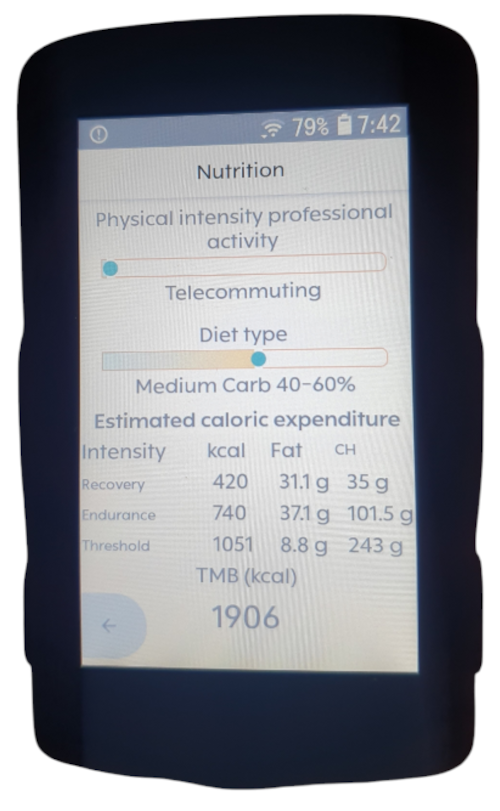 79% 7:42
Nutrition
Physical intensity professional
activity
Telecommuting
Diet type
Medium Carb 40-60%
Estimated caloric expenditure
Intensity kcal Fat CH
Recovery 420 31.1 g 35 g
Endurance 740 37.1 g 101.5 g
Threshold 1051 8.8 g 243 g
TMB (kcal)
1906